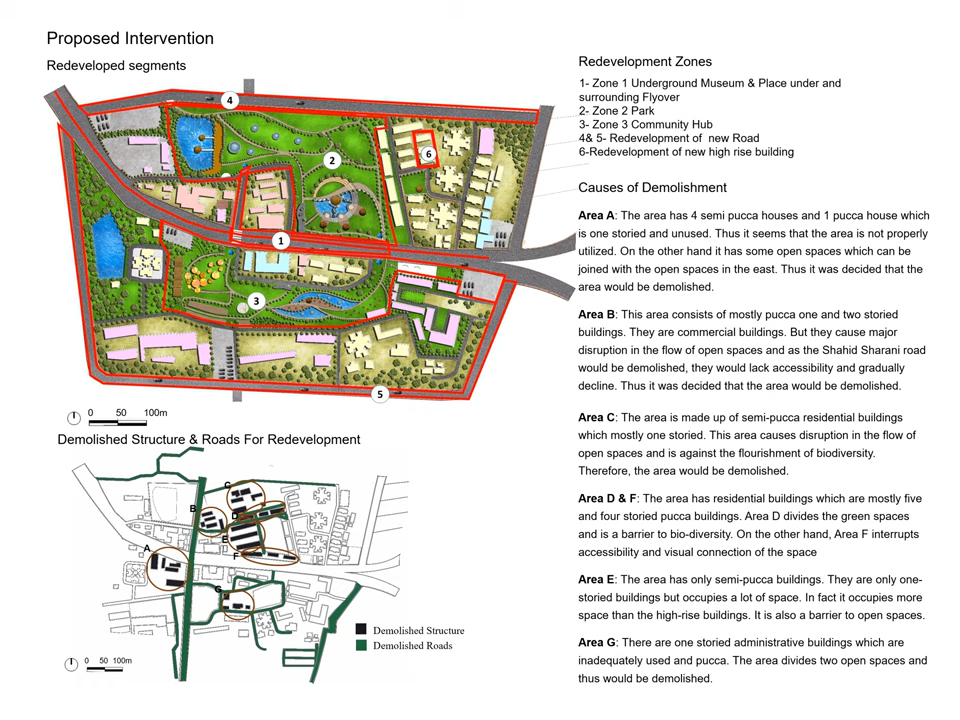 Proposed Intervention
Redeveloped segments
4
2
6
1
3
5
0 50 100m
Demolished Structure & Roads For Redevelopment
C
B
D
E
A
F
G
Demolished Structure
Demolished Roads
0 50 100m
Redevelopment Zones
1- Zone 1 Underground Museum & Place under and
surrounding Flyover
2- Zone 2 Park
3- Zone 3 Community Hub
4& 5- Redevelopment of new Road
6-Redevelopment of new high rise building
Causes of Demolishment
Area A: The area has 4 semi pucca houses and 1 pucca house which
is one storied and unused. Thus it seems that the area is not properly
utilized. On the other hand it has some open spaces which can be
joined with the open spaces in the east. Thus it was decided that the
area would be demolished.
Area B: This area consists of mostly pucca one and two storied
buildings. They are commercial buildings. But they cause major
disruption in the flow of open spaces and as the Shahid Sharani road
would be demolished, they would lack accessibility and gradually
decline. Thus it was decided that the area would be demolished.
Area C: The area is made up of semi-pucca residential buildings
which mostly one storied. This area causes disruption in the flow of
open spaces and is against the flourishment of biodiversity.
Therefore, the area would be demolished.
Area D & F: The area has residential buildings which are mostly five
and four storied pucca buildings. Area D divides the green spaces
and is a barrier to bio-diversity. On the other hand, Area F interrupts
accessibility and visual connection of the space
Area E: The area has only semi-pucca buildings. They are only one-
storied buildings but occupies a lot of space. In fact it occupies more
space than the high-rise buildings. It is also a barrier to open spaces.
Area G: There are one storied administrative buildings which are
inadequately used and pucca. The area divides two open spaces and
thus would be demolished.